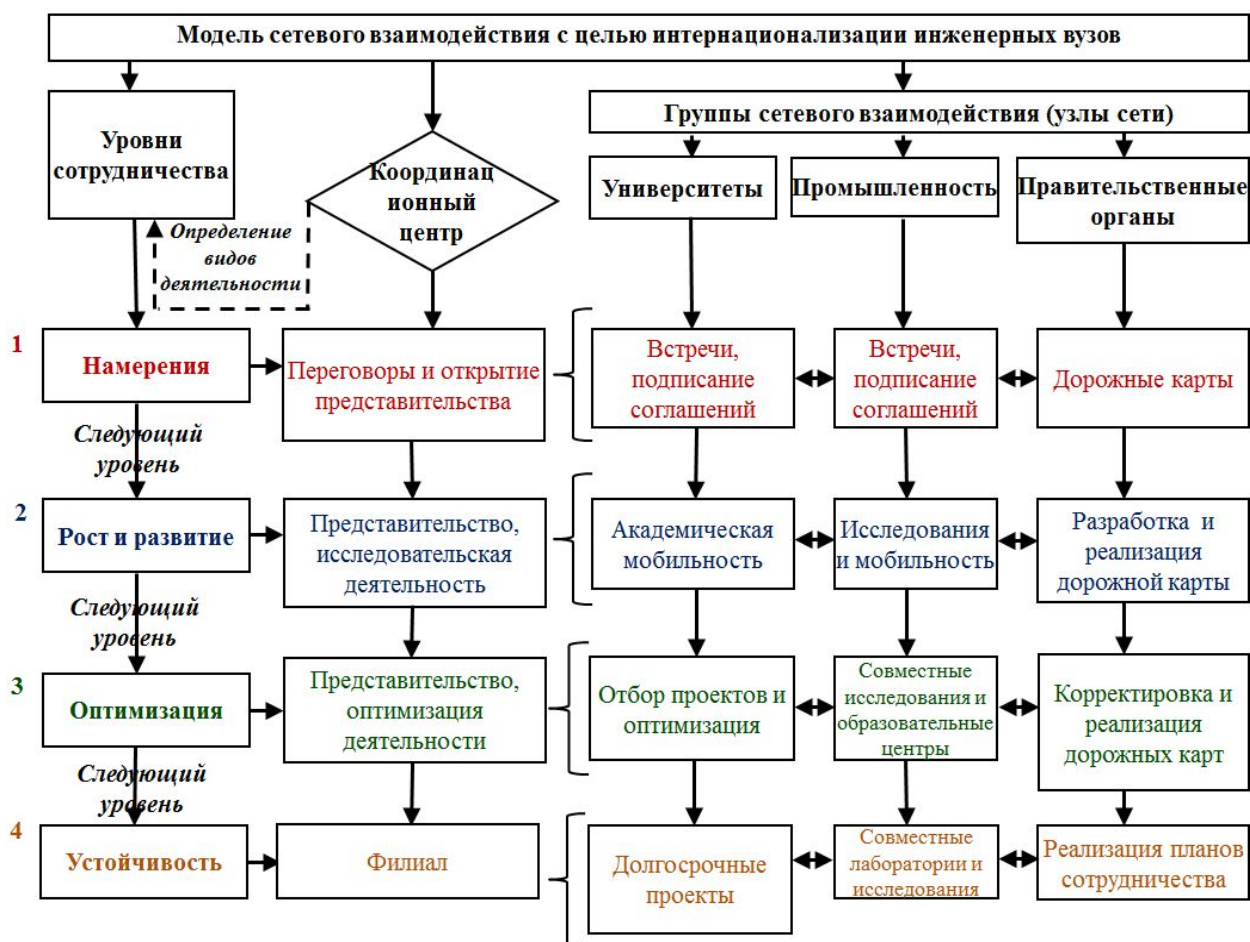 Модель сетевого взаимодействия с целью интернационализации инженерных вузов
Уровни
сотрудничества
Координац
ионный
центр
Группы сетевого взаимодействия (узлы сети)
Университеты
Промышленность
Правительственные
органы
Определение
видов
деятельности
1
Намерения
Переговоры и открытие
представительства
Встречи,
подписание
соглашений
Встречи,
подписание
соглашений
Дорожные карты
Следующий
уровень
2
Рост и развитие
Представительство,
исследовательская
деятельность
Академическая
мобильность
Исследования
и мобильность
Разработка и
реализация
дорожной карты
Следующий
уровень
3
Оптимизация
Представительство,
оптимизация
деятельности
Отбор проектов и
оптимизация
Совместные
исследования и
образовательные
центры
Корректировка и
реализация
дорожных карт
Следующий
уровень
4
Устойчивость
Филиал
Долгосрочные
проекты
Совместные
лаборатории и
исследования
Реализация планов
сотрудничества